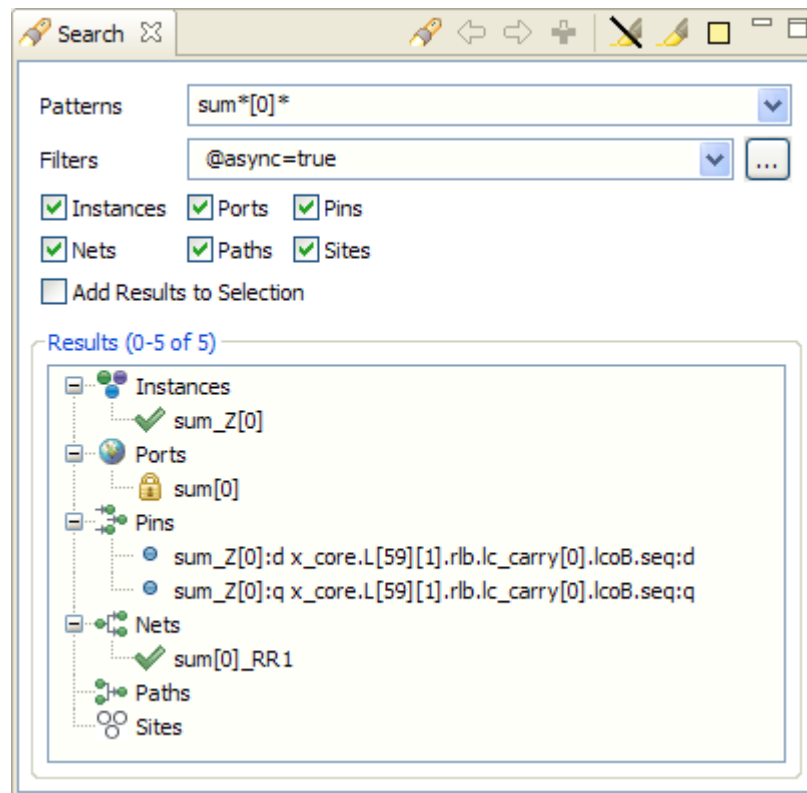 Search
Patterns sum*[0]*
Filters @async=true ...
Instances Ports Pins
Nets Paths Sites
Add Results to Selection
Results (0-5 of 5)
Instances
sum_Z[0]
Ports
sum[0]
Pins
sum_Z[0]:d x_core.L[59][1].rlb.lc_carry[0].lcoB.seq:d
sum_Z[0]:q x_core.L[59][1].rlb.lc_carry[0].lcoB.seq:q
Nets
sum[0]_RR1
Paths
Sites